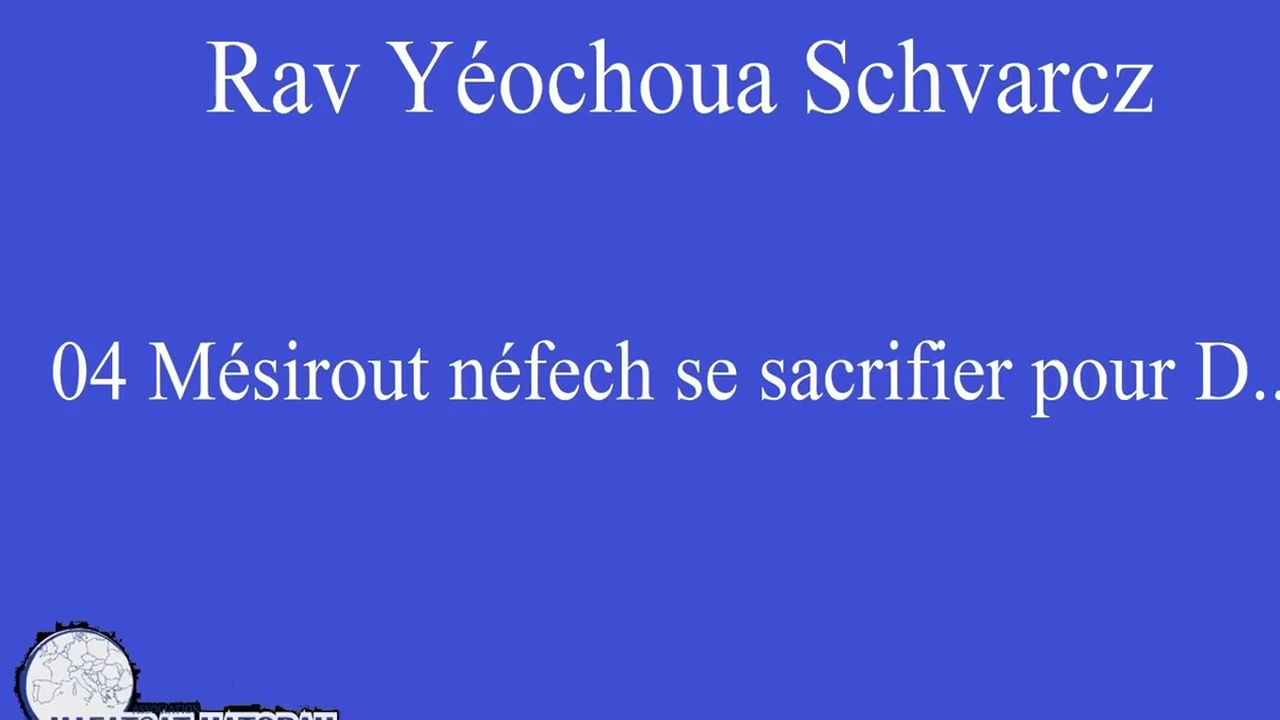 Rav Yéochoua Schvarcz
04 Mésirout néfech se sacrifier pour D..